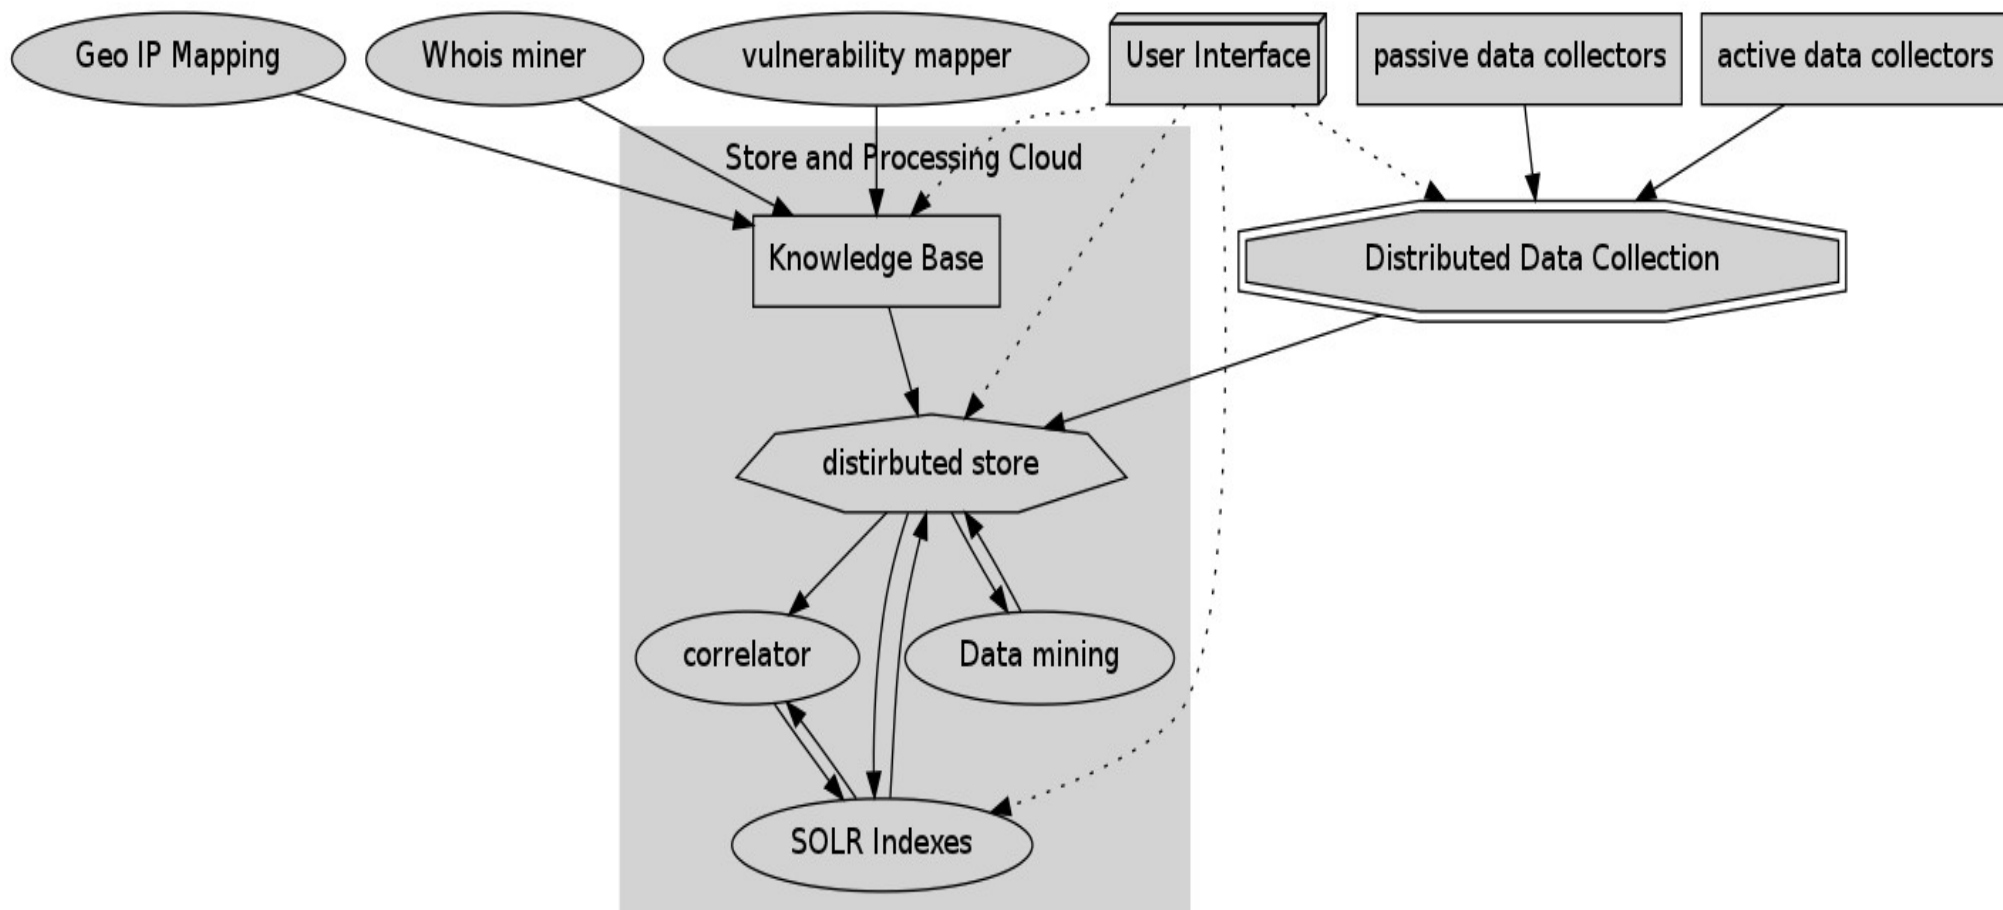 Geo IP Mapping
Whois miner
vulnerability mapper
User Interface
passive data collectors
active data collectors
Store and Processing Cloud
Knowledge Base
Distributed Data Collection
distirbuted store
correlator
Data mining
SOLR Indexes